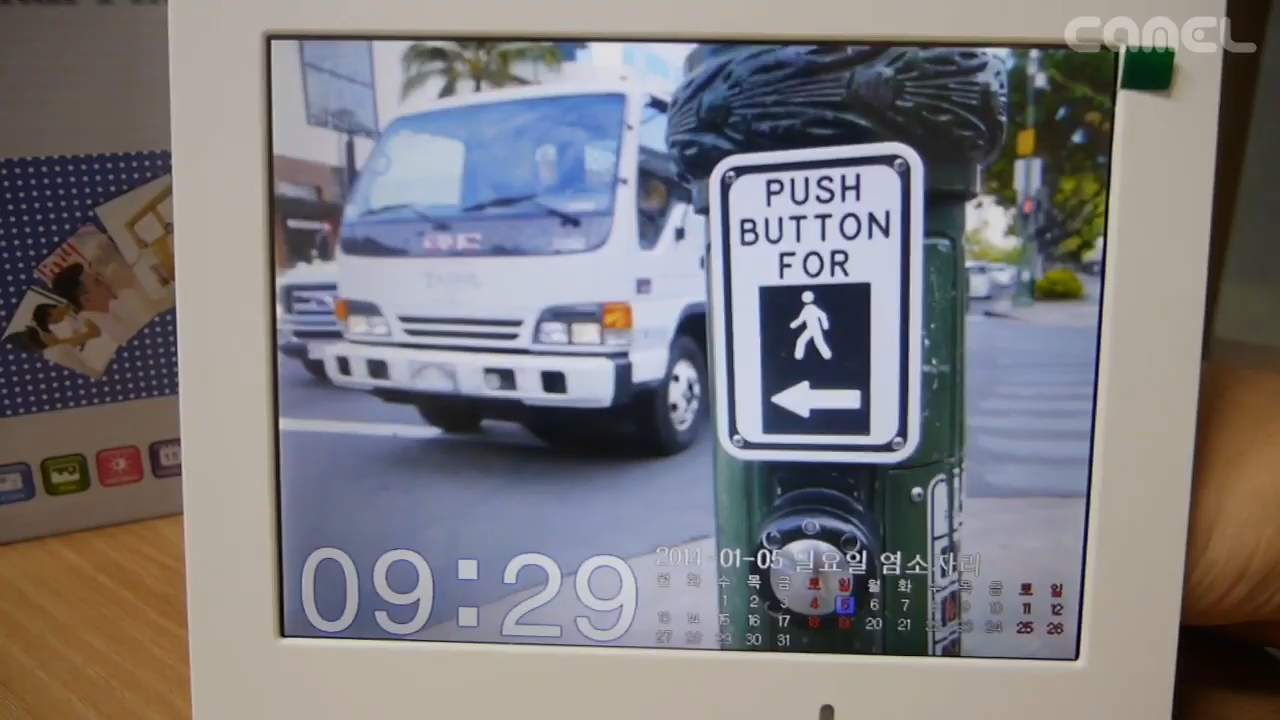 CAMEL
PUSH
BUTTON
FOR
09:29
2014-01-05 일요일 염소자리
월 화 수 목 금 토 일 월 화 수 목 금 토 일
1 2 3 4 5 6 7 8 9 10 11 12
13 14 15 16 17 18 19 20 21 22 23 24 25 26
27 28 29 30 31